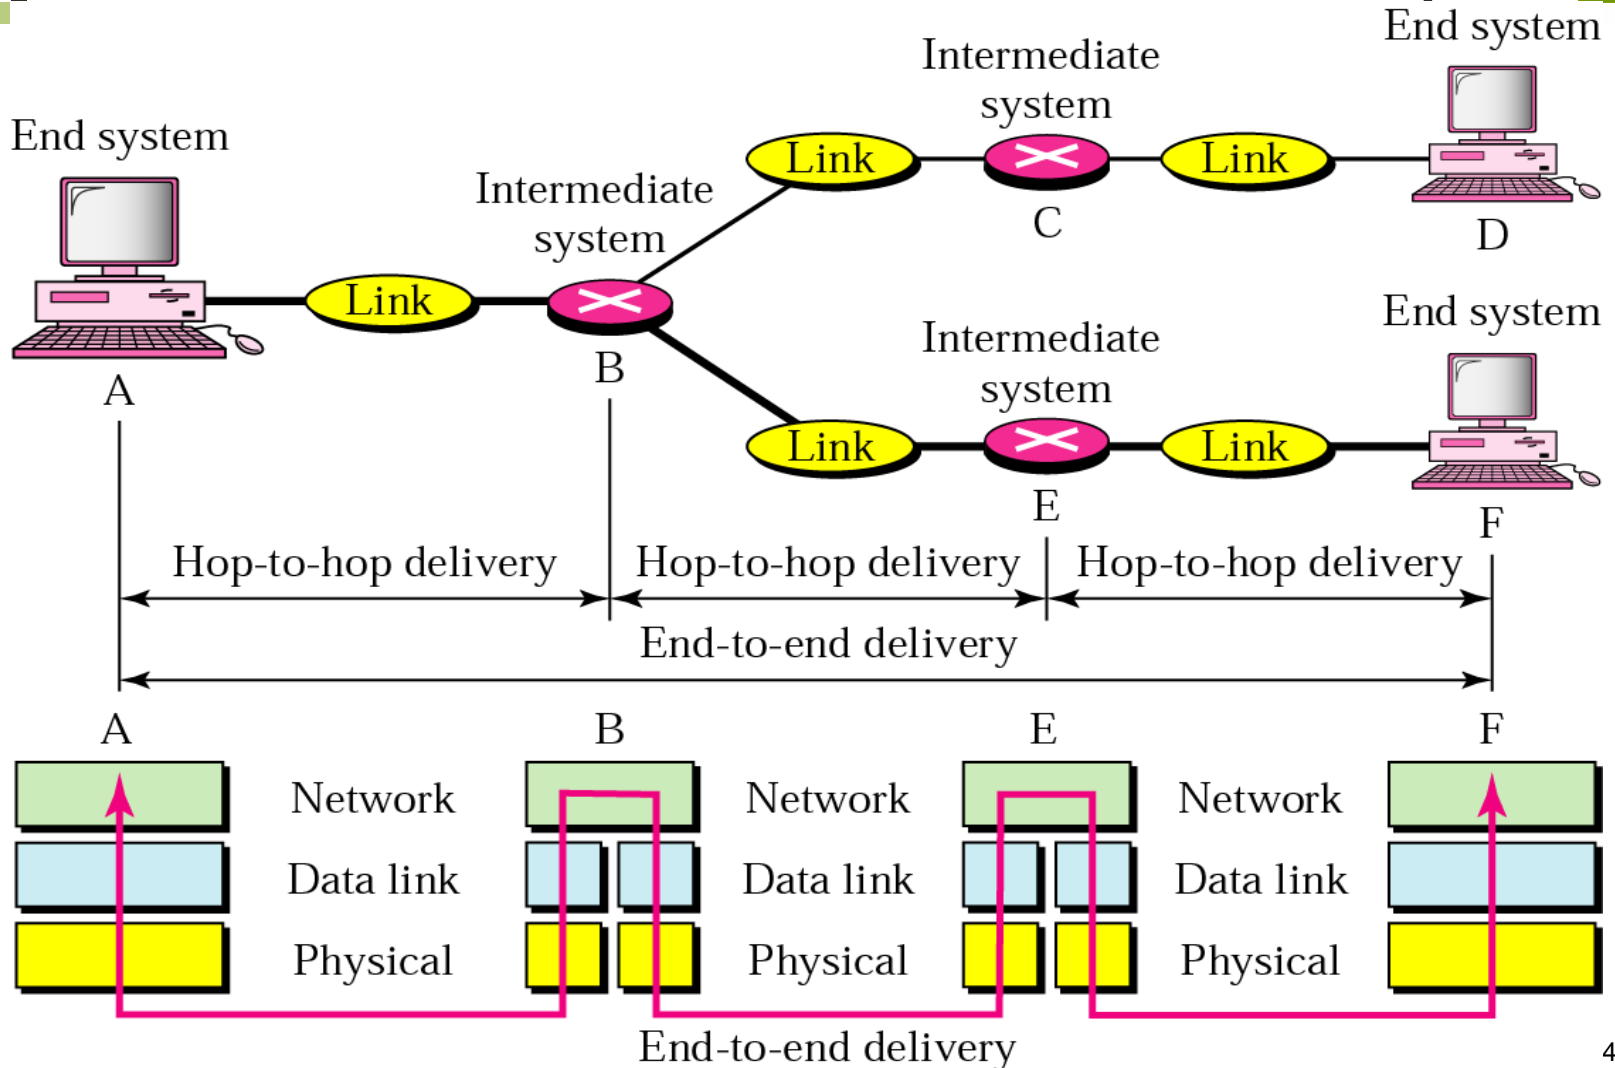 End system
Intermediate
system
End system
Link
Link
C
D
Intermediate
system
End system
Link
B
A
Intermediate
system
End system
Link
Link
E
F
Hop-to-hop delivery
Hop-to-hop delivery
Hop-to-hop delivery
End-to-end delivery
A
B
E
F
Network
Network
Network
Data link
Data link
Data link
Physical
Physical
Physical
End-to-end delivery
4